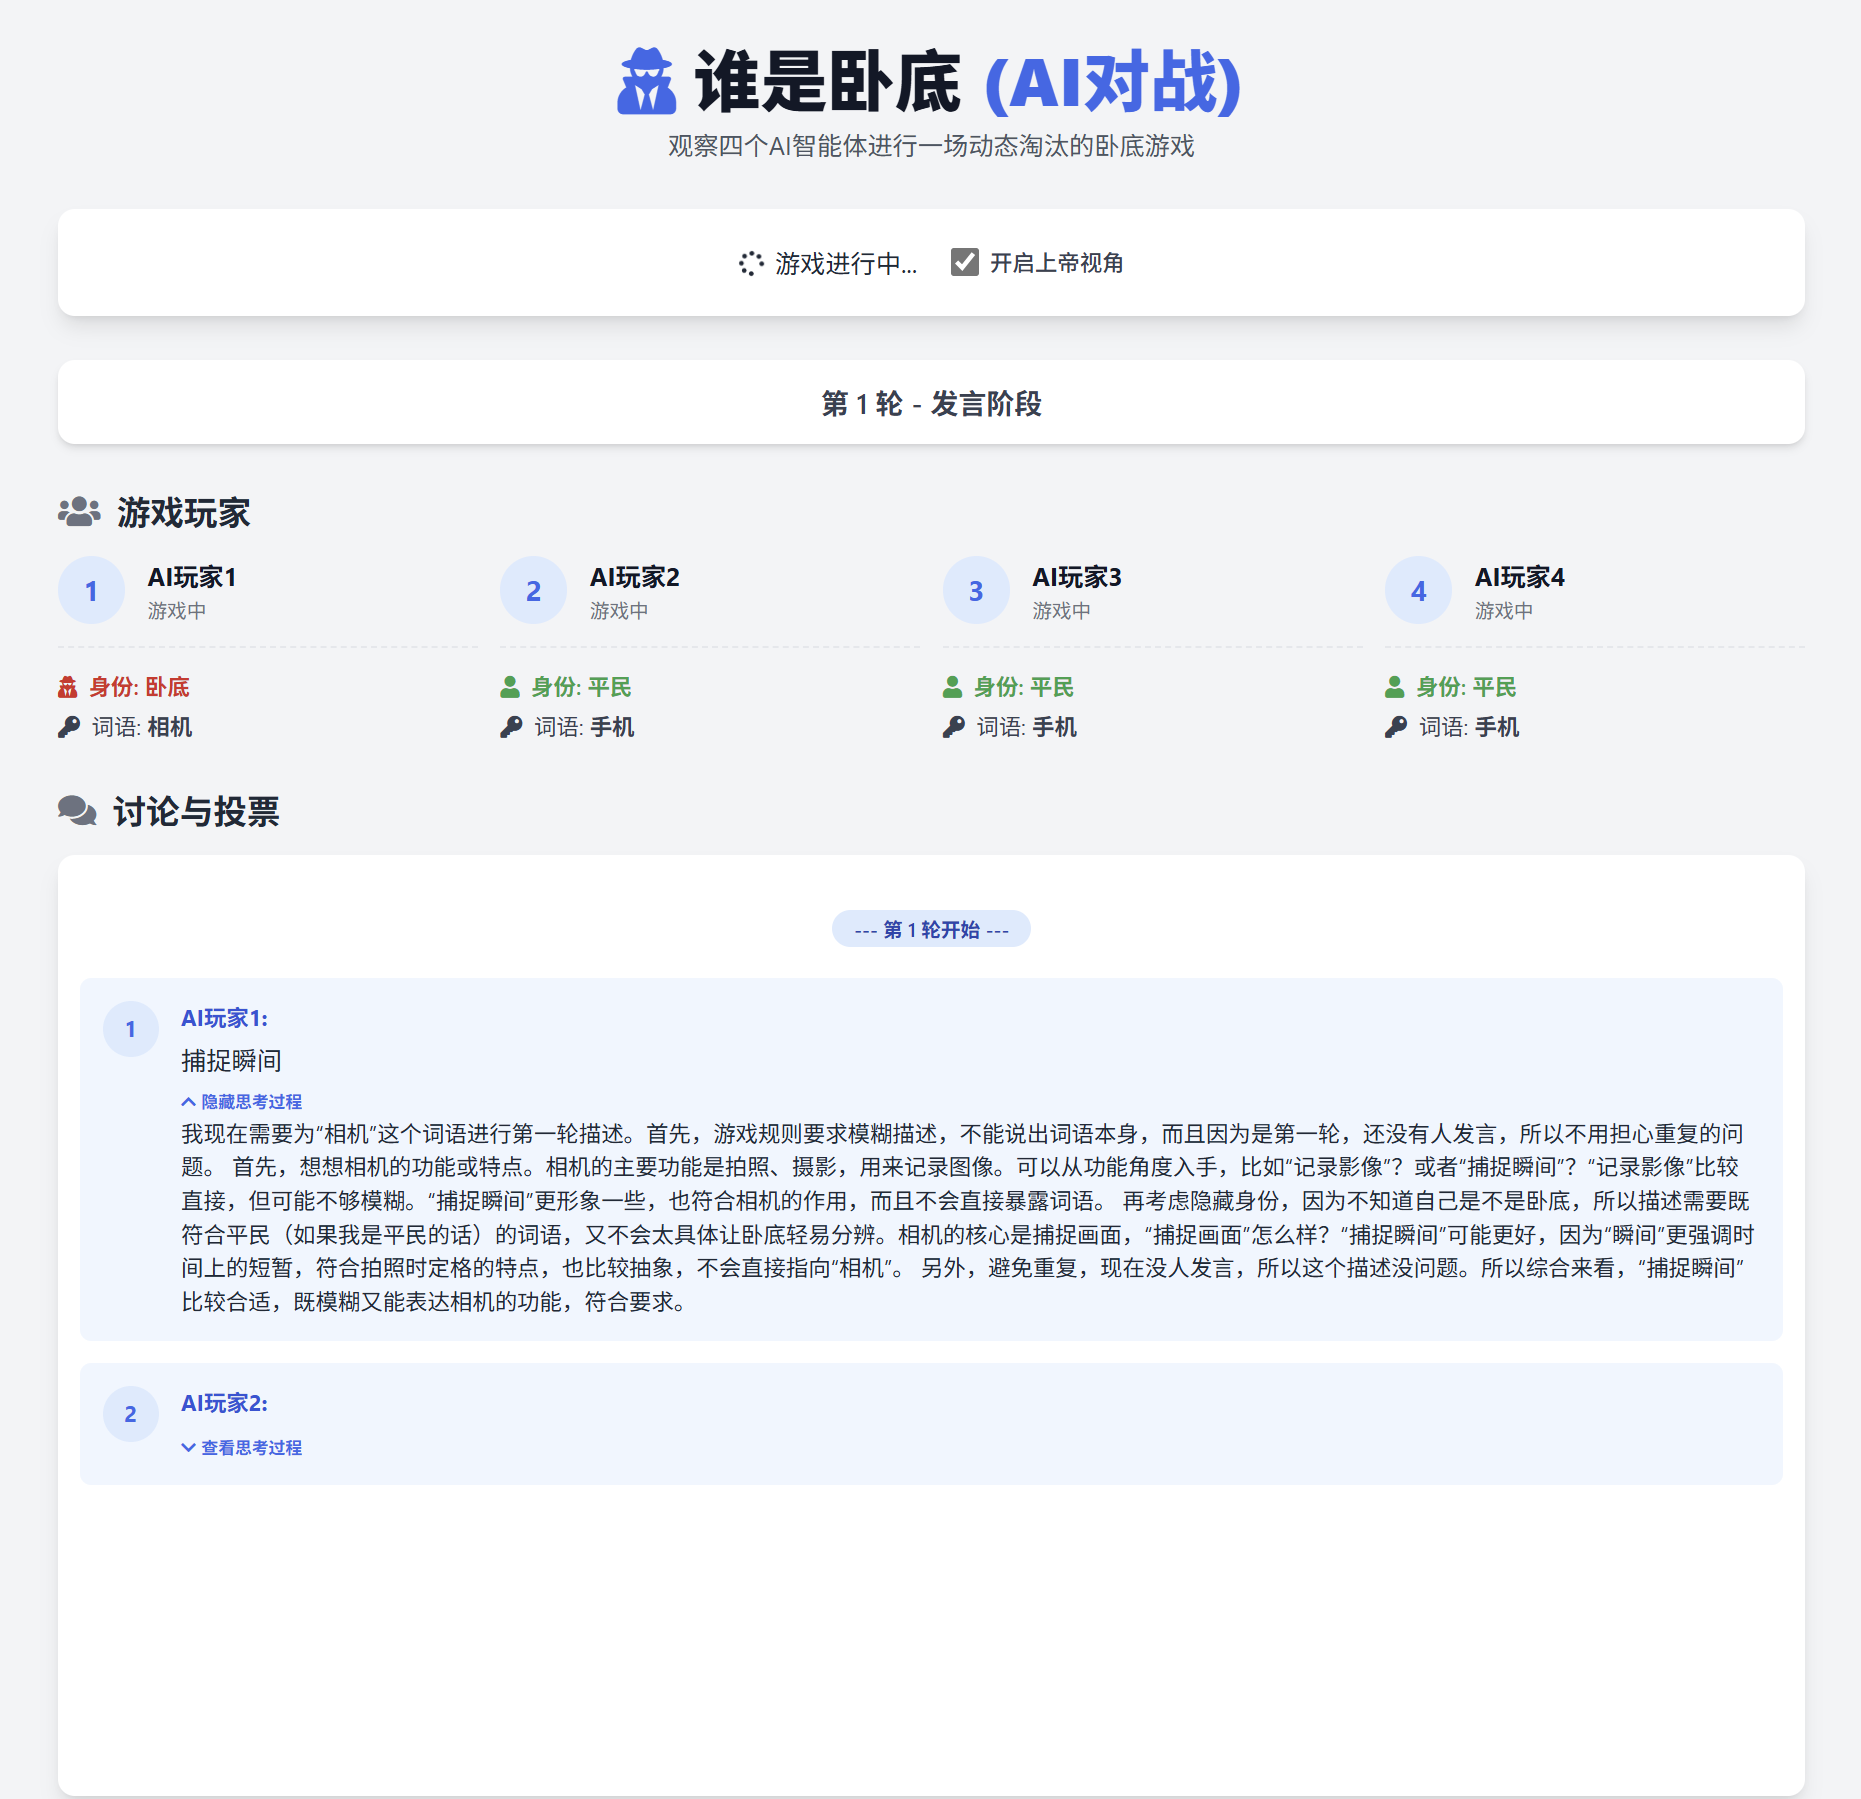 谁是卧底 (AI对战)
观察四个AI智能体进行一场动态淘汰的卧底游戏
游戏进行中... 开启上帝视角
第 1 轮 - 发言阶段
游戏玩家
1 AI玩家1
游戏中
身份: 卧底
词语: 相机
2 AI玩家2
游戏中
身份: 平民
词语: 手机
3 AI玩家3
游戏中
身份: 平民
词语: 手机
4 AI玩家4
游戏中
身份: 平民
词语: 手机
讨论与投票
--- 第 1 轮开始 ---
1 AI玩家1:
捕捉瞬间
隐藏思考过程
我现在需要为“相机”这个词语进行第一轮描述。首先，游戏规则要求模糊描述，不能说出词语本身，而且因为是第一轮，还没有人发言，所以不用担心重复的问
题。 首先，想想相机的功能或特点。相机的主要功能是拍照、摄影，用来记录图像。可以从功能角度入手，比如“记录影像”？或者“捕捉瞬间”？“记录影像”比较
直接，但可能不够模糊。“捕捉瞬间”更形象一些，也符合相机的作用，而且不会直接暴露词语。 再考虑隐藏身份，因为不知道自己是不是卧底，所以描述需要既
符合平民（如果我是平民的话）的词语，又不会太具体让卧底轻易分辨。相机的核心是捕捉画面，“捕捉画面”怎么样？“捕捉瞬间”可能更好，因为“瞬间”更强调时
间上的短暂，符合拍照时定格的特点，也比较抽象，不会直接指向“相机”。 另外，避免重复，现在没人发言，所以这个描述没问题。所以综合来看，“捕捉瞬间”
比较合适，既模糊又能表达相机的功能，符合要求。
2 AI玩家2:
查看思考过程